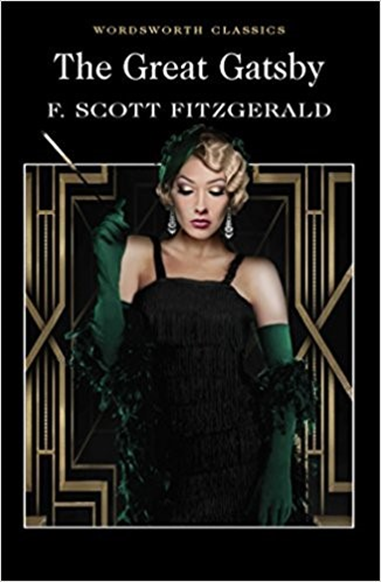 WORDSWORTH CLASSICS
The Great Gatsby
F. SCOTT FITZGERALD